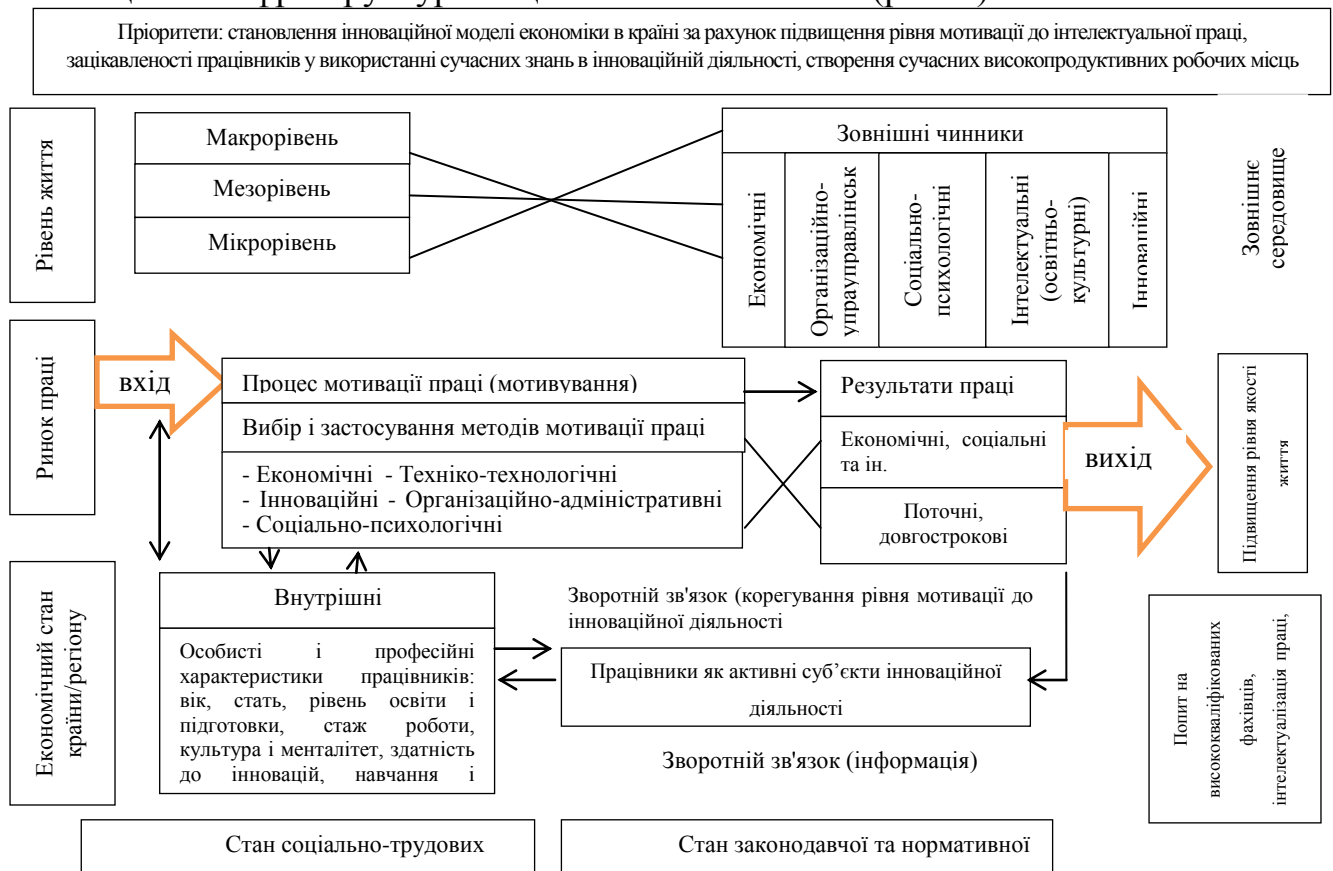 Пріоритети: становлення інноваційної моделі економіки в країні за рахунок підвищення рівня мотивації до інтелектуальної праці,
зацікавленості працівників у використанні сучасних знань в інноваційній діяльності, створення сучасних високопродуктивних робочих місць
Рівень життя
Макрорівень
Мезорівень
Мікрорівень
Зовнішні чинники
Економічні
Організаційно-
упрауправлінськ
Соціально-
психологічні
Інтелектуальні
(освітньо-
культурні)
Інноваційні
Зовнішнє
середовище
Ринок праці
вхід
Процес мотивації праці (мотивування)
Вибір і застосування методів мотивації праці
- Економічні - Техніко-технологічні
- Інноваційні - Організаційно-адміністративні
- Соціально-психологічні
Результати праці
Економічні, соціальні
та ін.
Поточні,
довгострокові
вихід
Підвищення рівня якості
життя
Економічний стан
країни/регіону
Внутрішні
Особисті і професійні
характеристики працівників:
вік, стать, рівень освіти і
підготовки, стаж роботи,
культура і менталітет, здатність
до інновацій, навчання і
Зворотній зв'язок (корегування рівня мотивації до
інноваційної діяльності
Працівники як активні суб’єкти інноваційної
діяльності
Зворотній зв'язок (інформація)
Попит на
висококваліфікованих
фахівців,
інтелектуалізація праці,
Стан соціально-трудових
Стан законодавчої та нормативної